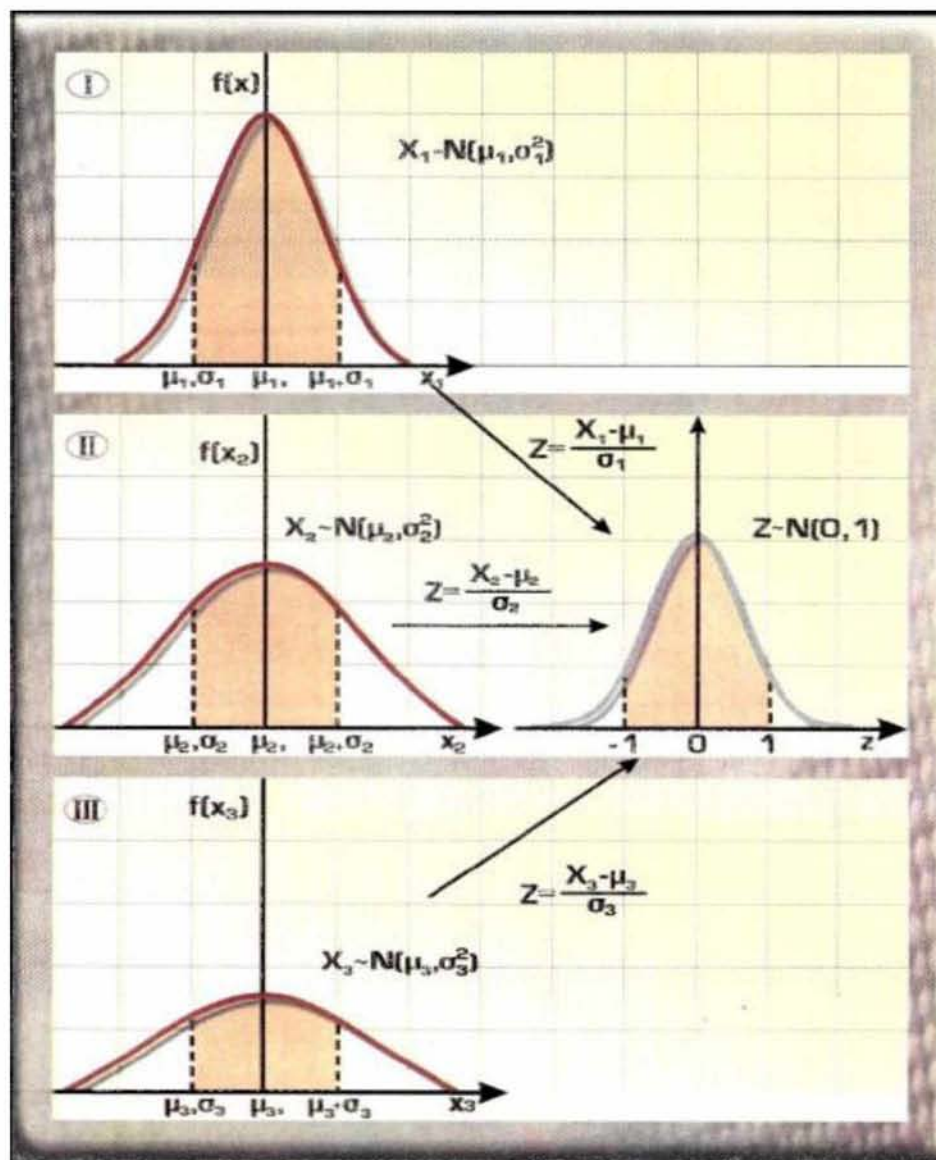 I
f(x)
X₁~N(μ₁,σ₁²)
μ₁,σ₁ μ₁, μ₁+σ₁ x₁
II
f(x₂)
X₂~N(μ₂,σ₂²)
μ₂,σ₂ μ₂, μ₂+σ₂ x₂
Z=(X₁-μ₁)/σ₁
Z=(X₂-μ₂)/σ₂
Z~N(0, 1)
-1 0 1 z
III
f(x₃)
Z=(X₃-μ₃)/σ₃
X₃~N(μ₃,σ₃²)
μ₃,σ₃ μ₃, μ₃+σ₃ x₃